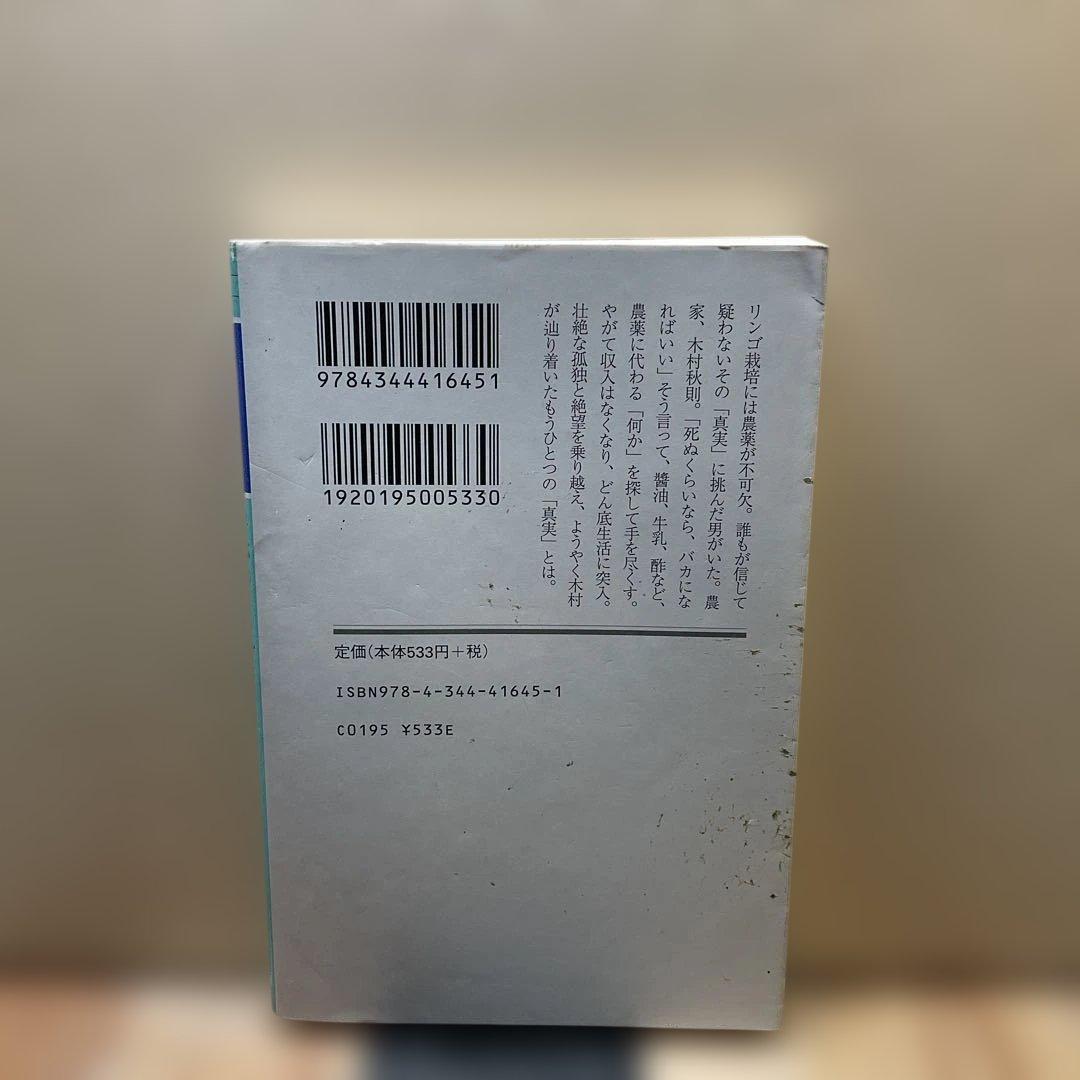 リンゴ栽培には農薬が不可欠。誰もが信じて
疑わないその「真実」に挑んだ男がいた。農
家、木村秋則。「死ぬくらいなら、バカにな
ればいい」そう言って、醬油、牛乳、酢など、
農薬に代わる「何か」を探して手を尽くす。
やがて収入はなくなり、どん底生活に突入。
壮絶な孤独と絶望を乗り越え、ようやく木村
が辿り着いたもうひとつの「真実」とは。
9784344416451
1920195005330
定価(本体533円＋税)
ISBN978-4-344-41645-1
C0195 ¥533E